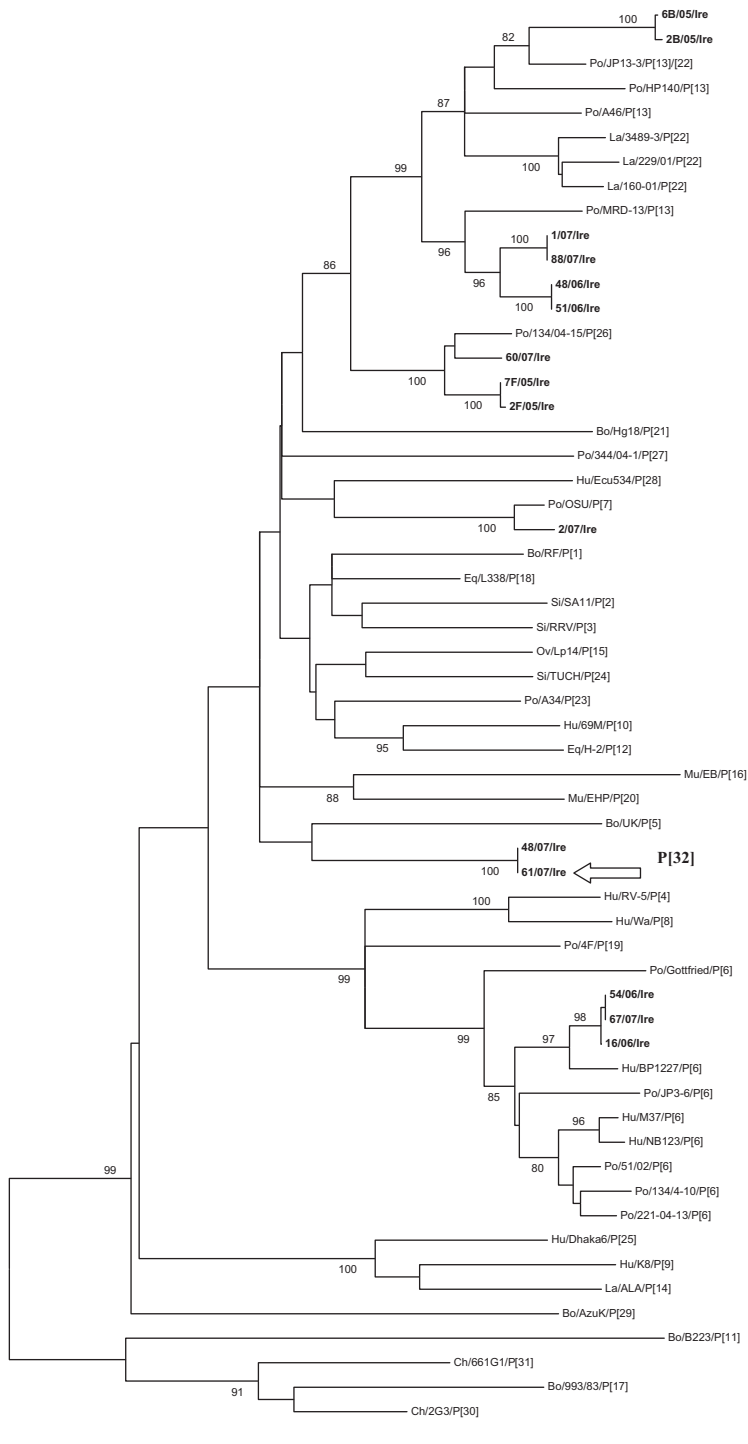 6B/05/Ire
100
2B/05/Ire
82
Po/JP13-3/P[13]/[22]
Po/HP140/P[13]
87
Po/A46/P[13]
La/3489-3/P[22]
La/229/01/P[22]
100
99
La/160-01/P[22]
Po/MRD-13/P[13]
1/07/Ire
100
96
88/07/Ire
86
96
48/06/Ire
100
51/06/Ire
Po/134/04-15/P[26]
60/07/Ire
100
7F/05/Ire
100
2F/05/Ire
Bo/Hg18/P[21]
Po/344/04-1/P[27]
Hu/Ecu534/P[28]
Po/OSU/P[7]
100
2/07/Ire
Bo/RF/P[1]
Eq/L338/P[18]
Si/SA11/P[2]
Si/RRV/P[3]
Ov/Lp14/P[15]
Si/TUCH/P[24]
Po/A34/P[23]
Hu/69M/P[10]
95
Eq/H-2/P[12]
Mu/EB/P[16]
88
Mu/EHP/P[20]
Bo/UK/P[5]
48/07/Ire
P[32]
100
61/07/Ire
Hu/RV-5/P[4]
100
Hu/Wa/P[8]
Po/4F/P[19]
99
Po/Gottfried/P[6]
54/06/Ire
98
67/07/Ire
99
97
16/06/Ire
Hu/BP1227/P[6]
85
Po/JP3-6/P[6]
Hu/M37/P[6]
96
Hu/NB123/P[6]
80
Po/51/02/P[6]
99
Po/134/4-10/P[6]
Po/221-04-13/P[6]
Hu/Dhaka6/P[25]
100
Hu/K8/P[9]
La/ALA/P[14]
Bo/AzuK/P[29]
Bo/B223/P[11]
Ch/661G1/P[31]
91
Bo/993/83/P[17]
Ch/2G3/P[30]